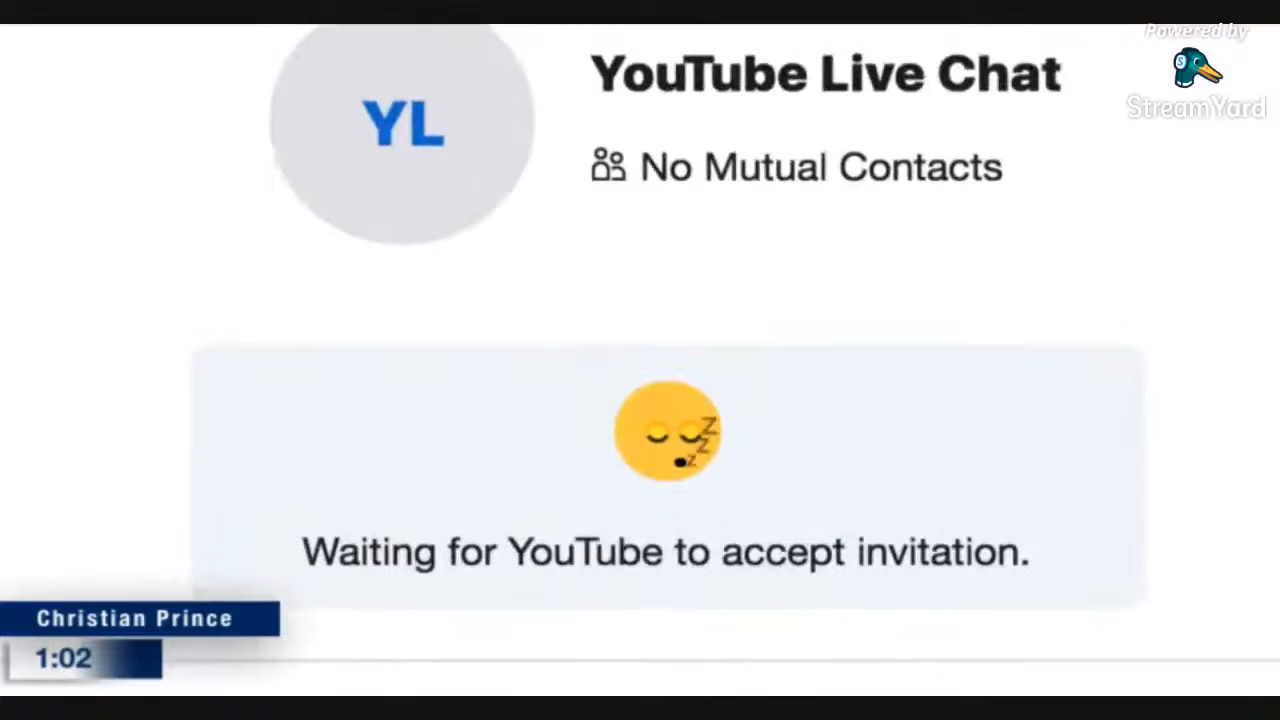 Powered by
StreamYard
YouTube Live Chat
YL
No Mutual Contacts
Waiting for YouTube to accept invitation.
Christian Prince
1:02